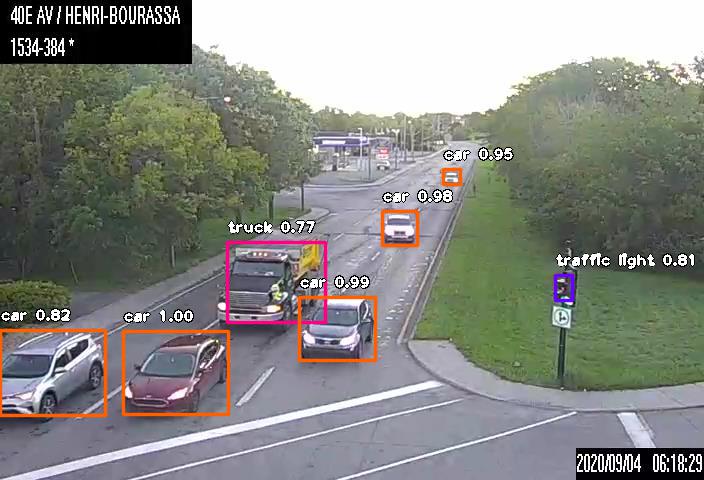 40E AV / HENRI-BOURASSA
1534-384 *
car 0.95
car 0.98
truck 0.77
traffic light 0.81
car 0.99
car 0.82
car 1.00
2020/09/04 06:18:29